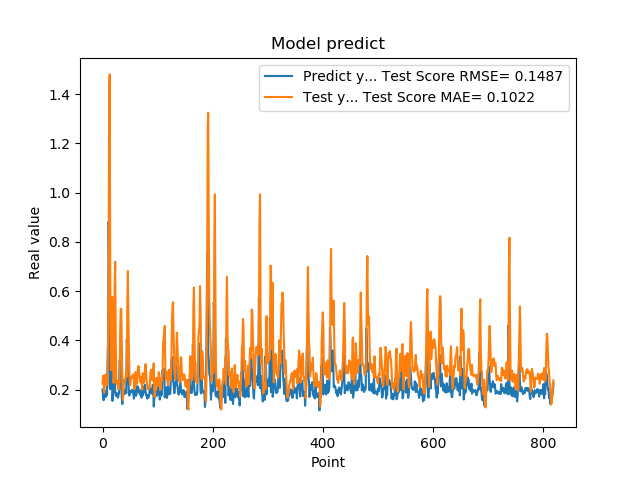 Model predict
Predict y... Test Score RMSE= 0.1487
Test y... Test Score MAE= 0.1022
1.4
1.2
1.0
0.8
0.6
0.4
0.2
Real value
0 200 400 600 800
Point